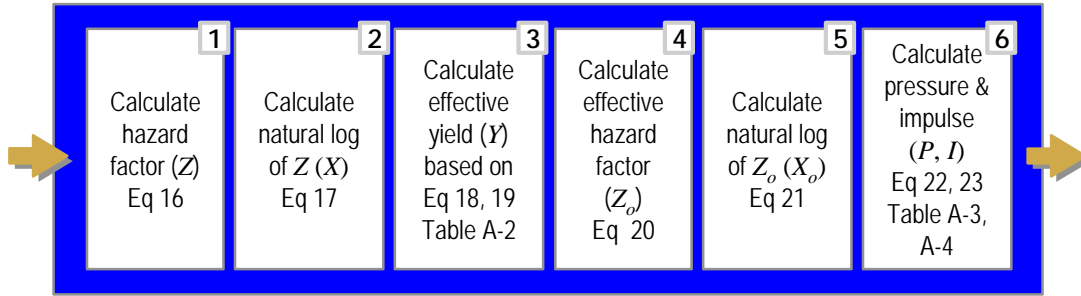 1
Calculate
hazard
factor (Z)
Eq 16
2
Calculate
natural log
of Z (X)
Eq 17
3
Calculate
effective
yield (Y)
based on
Eq 18, 19
Table A-2
4
Calculate
effective
hazard
factor
(Zₒ)
Eq 20
5
Calculate
natural log
of Zₒ (Xₒ)
Eq 21
6
Calculate
pressure &
impulse
(P, I)
Eq 22, 23
Table A-3,
A-4